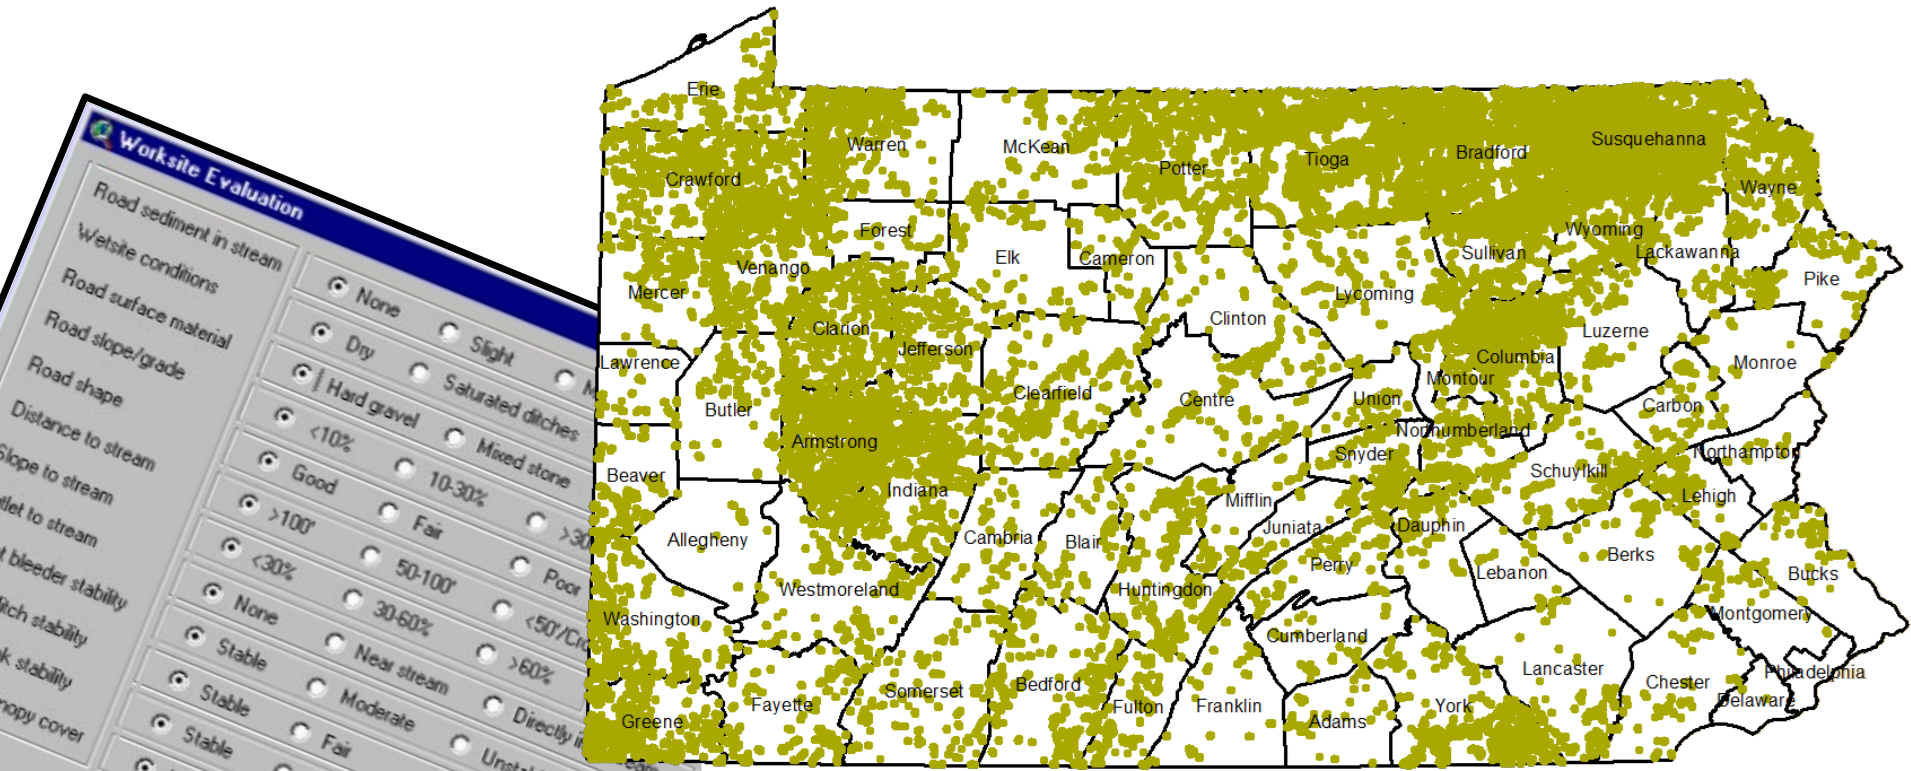 Worksite Evaluation
Road sediment in stream
None
Slight
Wetsite conditions
Dry
Saturated ditches
Road surface material
Hard gravel
Mixed stone
Road slope/grade
<10%
10-30%
>30
Road shape
Good
Fair
Poor
Distance to stream
>100'
50-100'
Slope to stream
<30%
30-60%
>60%
to stream
None
Near stream
Directly
bleeder stability
Stable
Moderate
stability
Stable
Fair
stability
Stable
cover
Erie
Warren
McKean
Potter
Tioga
Bradford
Susquehanna
Wayne
Crawford
Forest
Elk
Cameron
Sullivan
Wyoming
Lackawanna
Pike
Venango
Mercer
Lycoming
Clinton
Clarion
Jefferson
Luzerne
Columbia
Monroe
Lawrence
Montour
Clearfield
Centre
Union
Carbon
Butler
Northumberland
Armstrong
Snyder
Northampton
Schuylkill
Beaver
Indiana
Mifflin
Lehigh
Juniata
Dauphin
Allegheny
Cambria
Blair
Berks
Perry
Lebanon
Bucks
Westmoreland
Huntingdon
Montgomery
Washington
Cumberland
Lancaster
Philadelphia
Chester
Somerset
Bedford
Delaware
Fayette
Fulton
Franklin
York
Greene
Adams